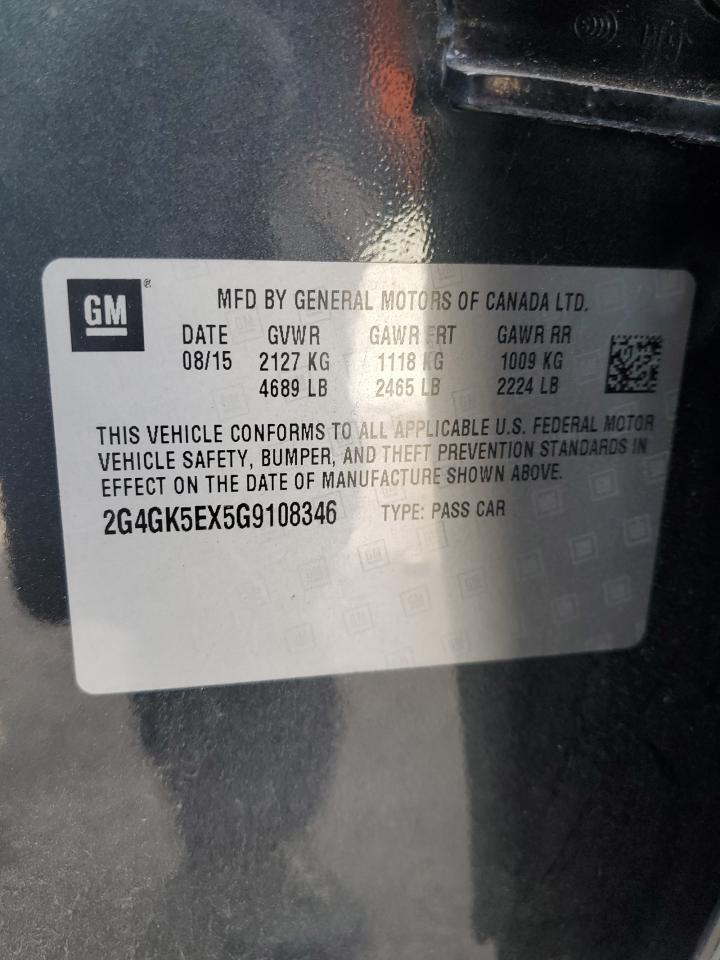 GM®
MFD BY GENERAL MOTORS OF CANADA LTD.
DATE GVWR GAWR FRT GAWR RR
08/15 2127 KG 1118 KG 1009 KG
4689 LB 2465 LB 2224 LB
THIS VEHICLE CONFORMS TO ALL APPLICABLE U.S. FEDERAL MOTOR
VEHICLE SAFETY, BUMPER, AND THEFT PREVENTION STANDARDS IN
EFFECT ON THE DATE OF MANUFACTURE SHOWN ABOVE.
2G4GK5EX5G9108346 TYPE: PASS CAR